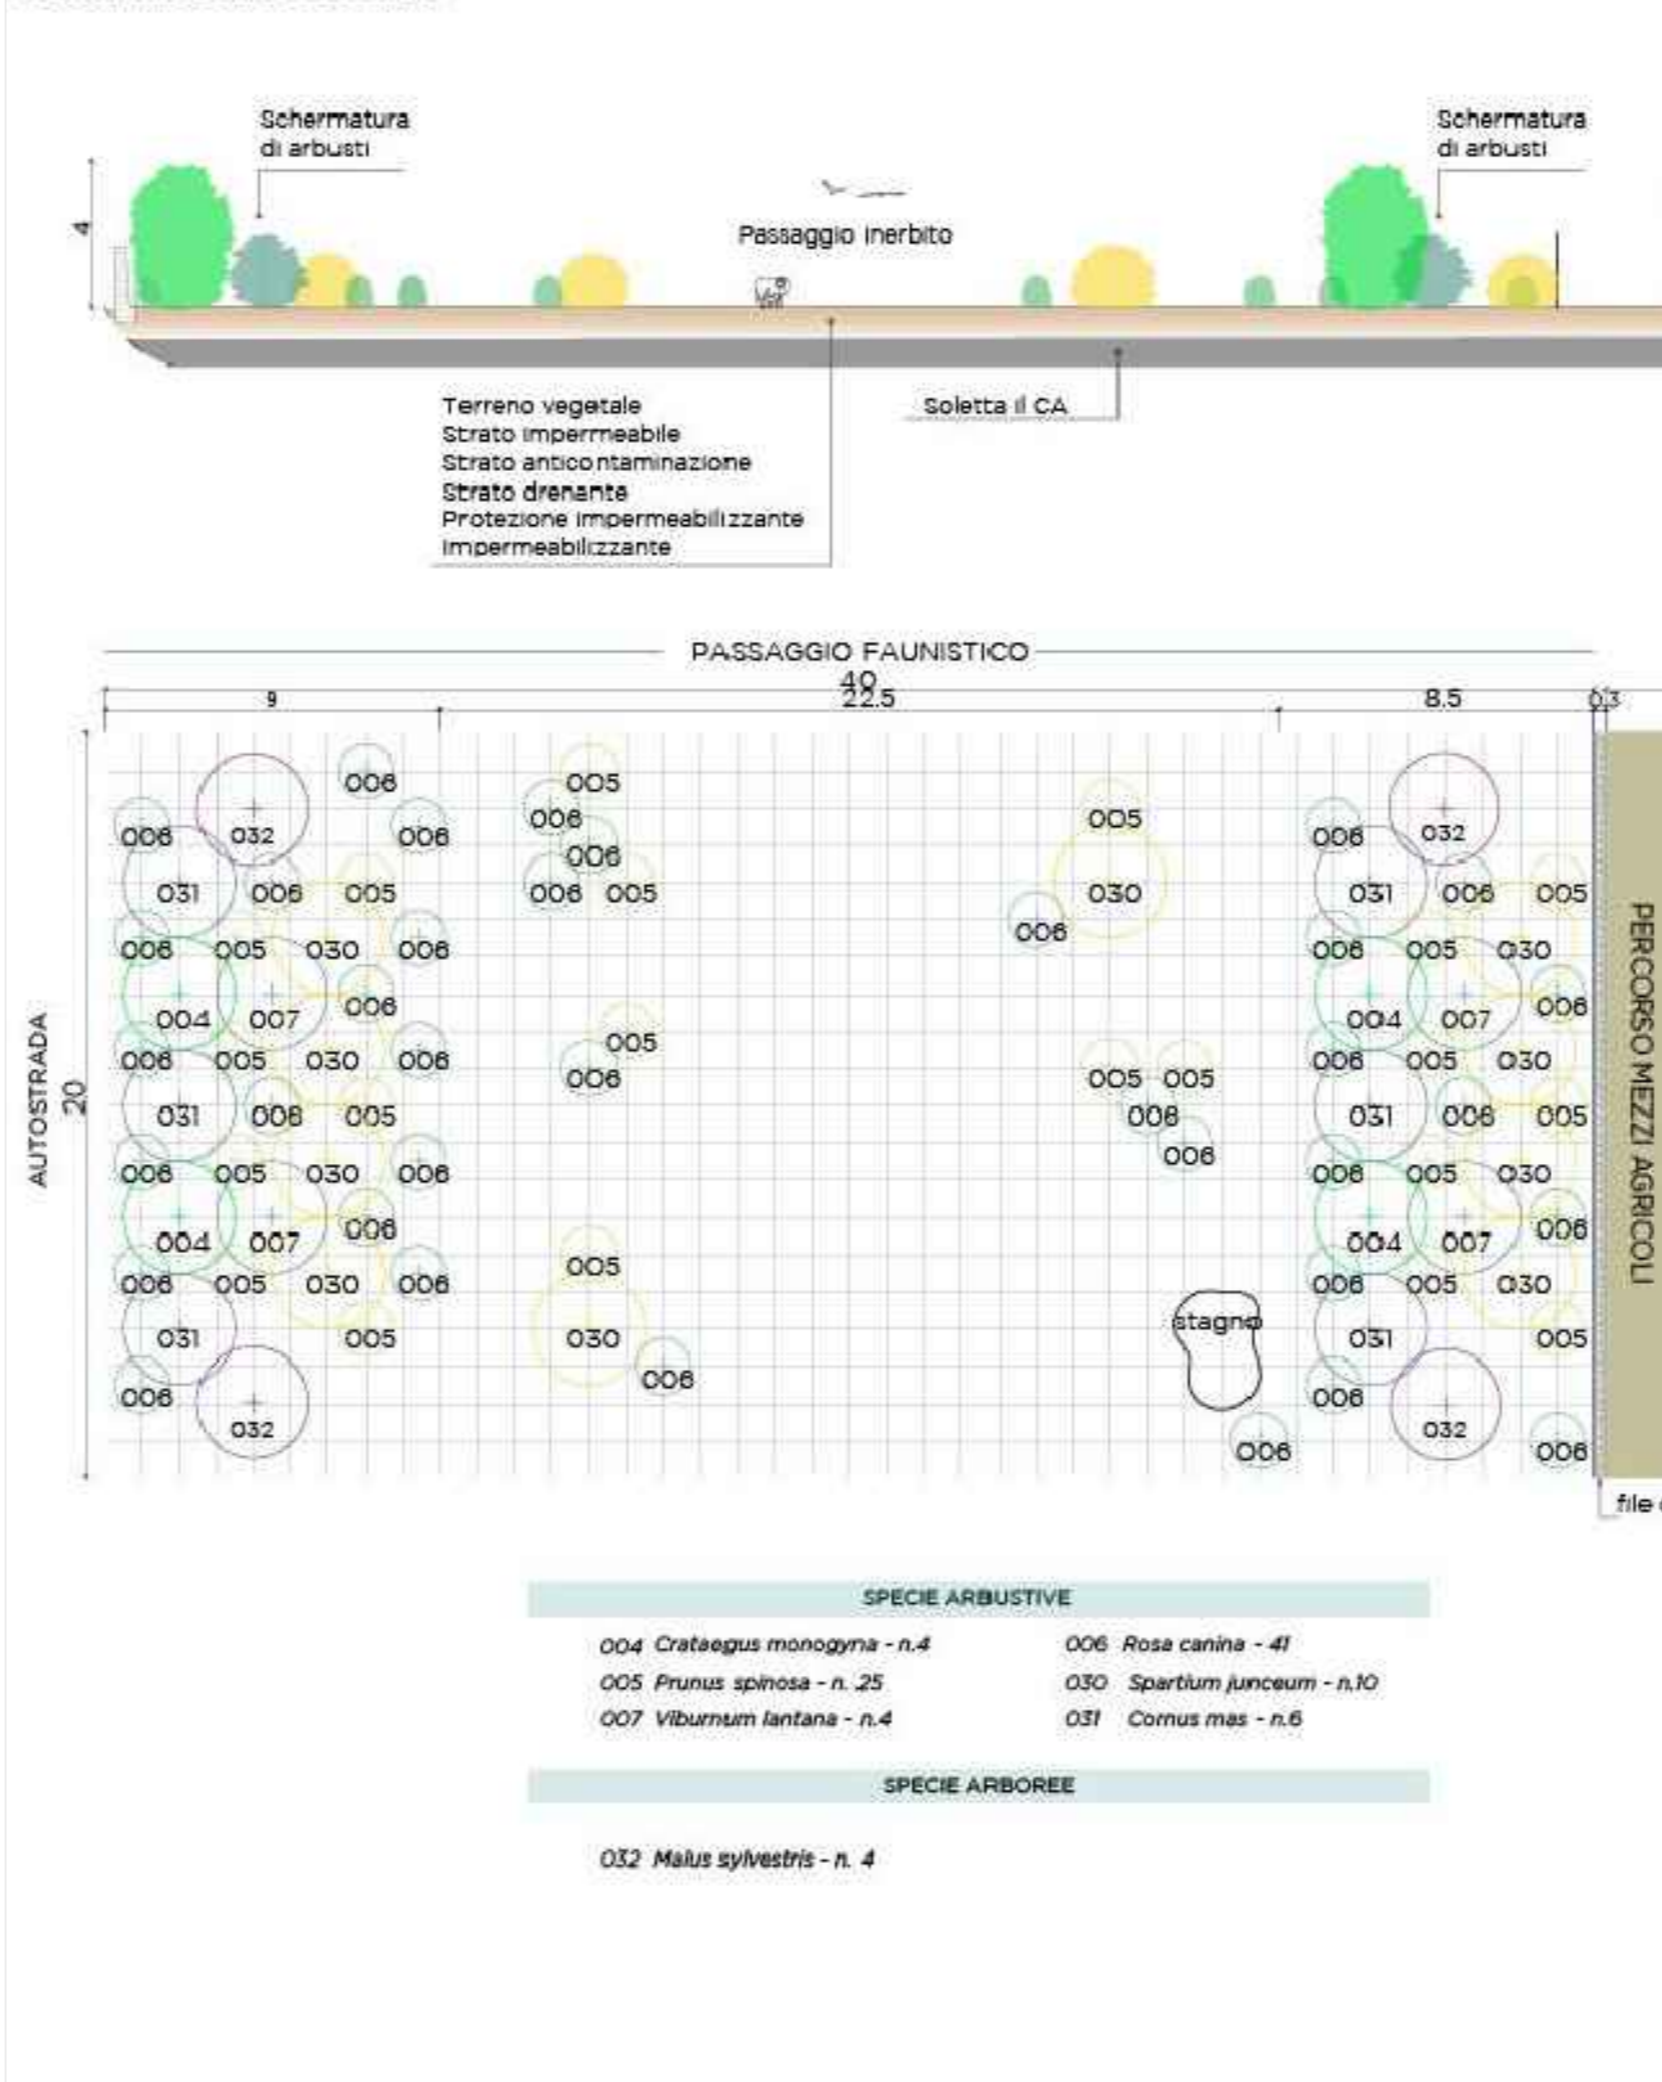 Schermatura
di arbusti
Schermatura
di arbusti
4
Passaggio inerbito
Terreno vegetale
Strato impermeabile
Strato anticontaminazione
Strato drenante
Protezione impermeabilizzante
Impermeabilizzante
Soletta il CA
PASSAGGIO FAUNISTICO
40
9
22.5
8.5
0.3
AUTOSTRADA
20
PERCORSO MEZZI AGRICOLI
006 005
006 005
006 032 006 006 006 032
031 006 005 006 005 030 031 006 005
006
006 005 030 006 006 005 030
004 007 006 004 007 006
005
006 005 030 006 006 005 005 006 005 030
031 006 005 006 031 006 005
006
006 005 030 006 006 005 030
004 007 006 004 007 006
005
006 005 030 006 006 005 030
stagno
031 005 030 031 005
006
006 006
032 032
006 006
file
SPECIE ARBUSTIVE
004 Crataegus monogyna - n.4
006 Rosa canina - 41
005 Prunus spinosa - n. 25
030 Spartium junceum - n.10
007 Viburnum lantana - n.4
031 Cornus mas - n.6
SPECIE ARBOREE
032 Malus sylvestris - n. 4